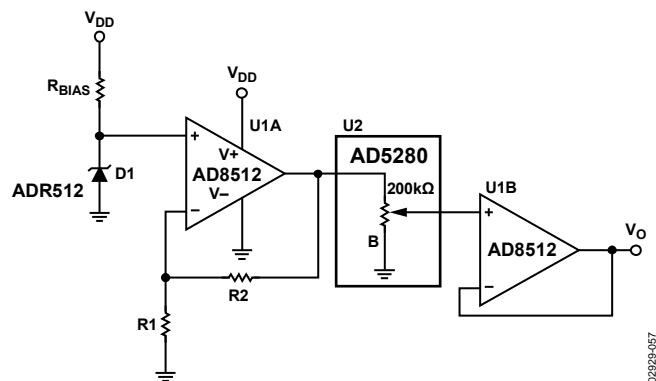 VDD
RBIAS
VDD
U1A
U2
+
V+
AD8512
V–
–
D1
ADR512
AD5280
200kΩ
B
U1B
+
AD8512
–
VO
R2
R1
02929-057